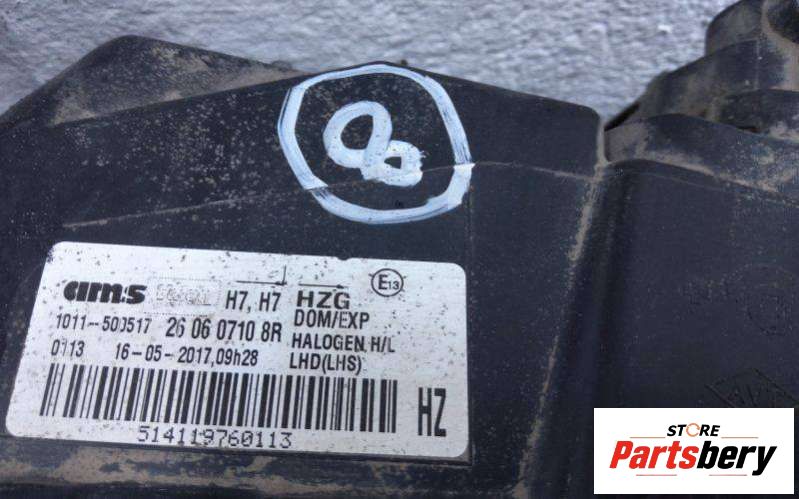 8
aims H7, H7 HZG E13
1011-500517 26 06 0710 8R DOM/EXP
HALOGEN H/L
0113 16-05-2017,09h28 LHD(LHS)
HZ
514119760113
STORE
Partsbery